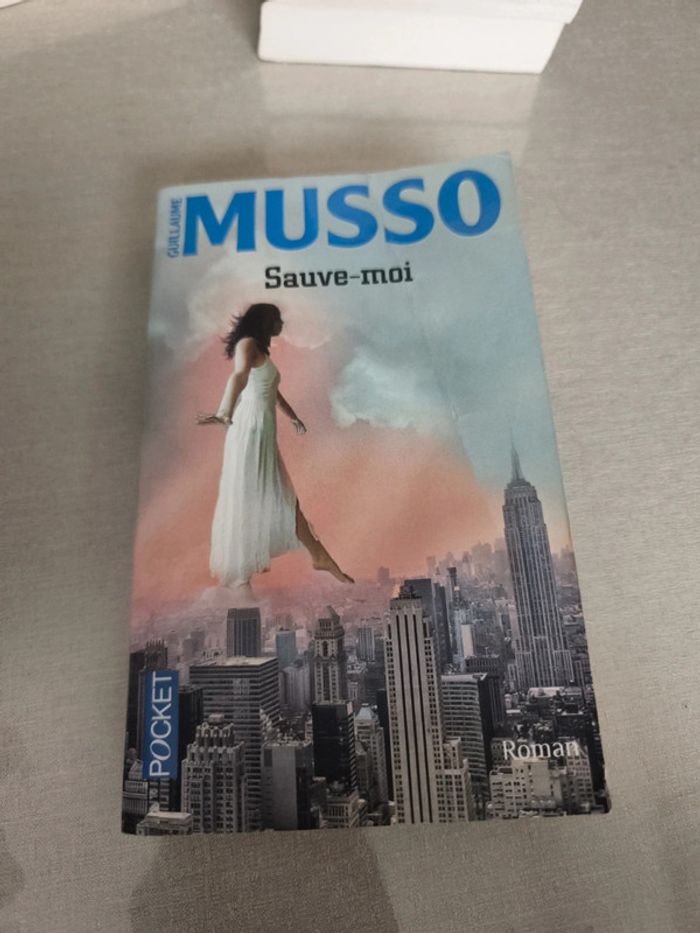 GUILLAUME
MUSSO
Sauve-moi
POCKET
Roman